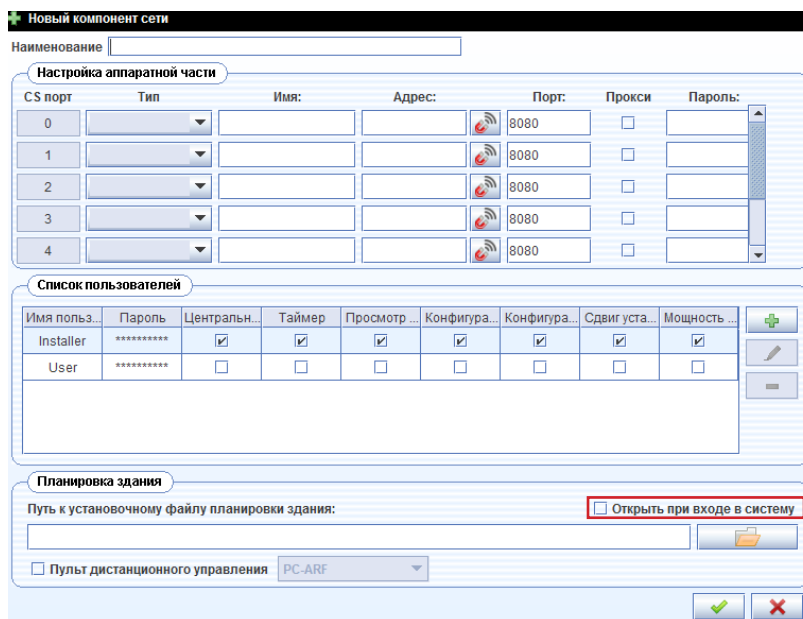 Новый компонент сети
Наименование
Настройка аппаратной части
CS порт Тип Имя: Адрес: Порт: Прокси Пароль:
0 8080
1 8080
2 8080
3 8080
4 8080
Список пользователей
Имя польз... Пароль Центральн... Таймер Просмотр ... Конфигура... Конфигура... Сдвиг уста... Мощность ...
Installer **********
User **********
Планировка здания
Путь к установочному файлу планировки здания: Открыть при входе в систему
Пульт дистанционного управления PC-ARF